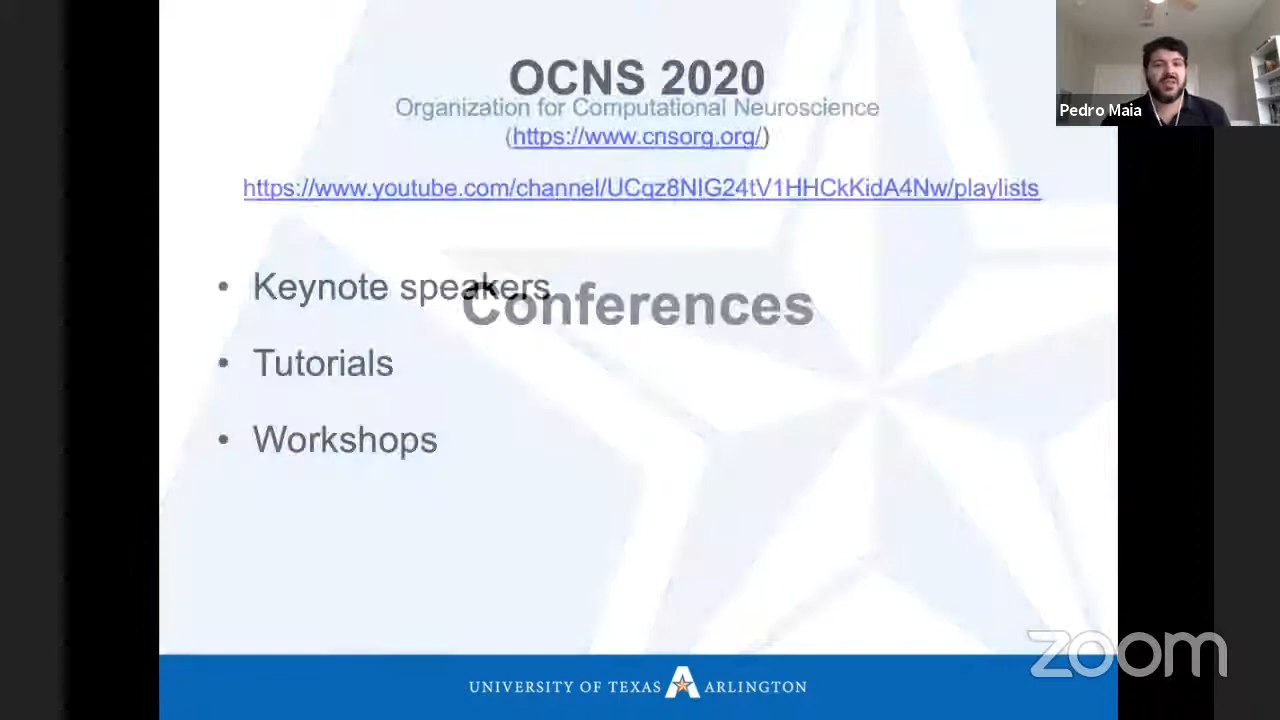 OCNS 2020
Organization for Computational Neuroscience
(https://www.cnsorg.org/)
https://www.youtube.com/channel/UCqz8NIG24tV1HHCkKidA4Nw/playlists
• Keynote speakers
Conferences
• Tutorials
• Workshops
UNIVERSITY OF TEXAS A ARLINGTON
Pedro Maia
zoom